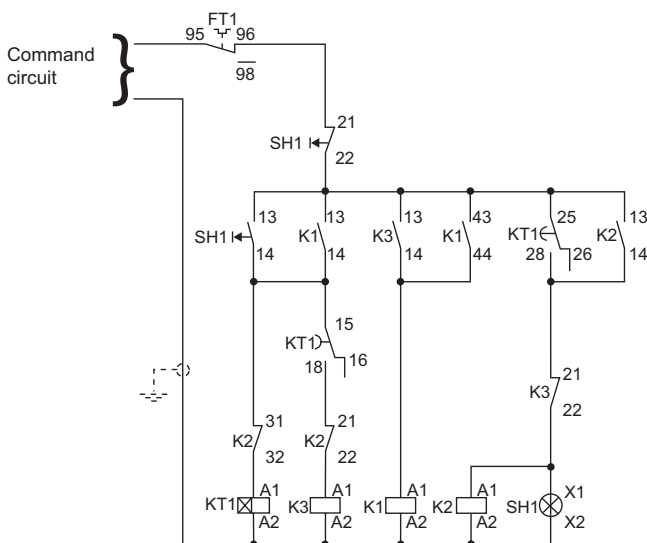 FT1
95 96
98
Command
circuit
21
SH1
22
13 13 13 43 25 13
SH1 K1 K3 K1 KT1 K2
14 14 14 44 28 26 14
15
KT1
18 16
21
K3
22
31 21
K2 K2
32 22
A1 A1 A1 A1 X1
KT1 K3 K1 K2 SH1
A2 A2 A2 A2 X2